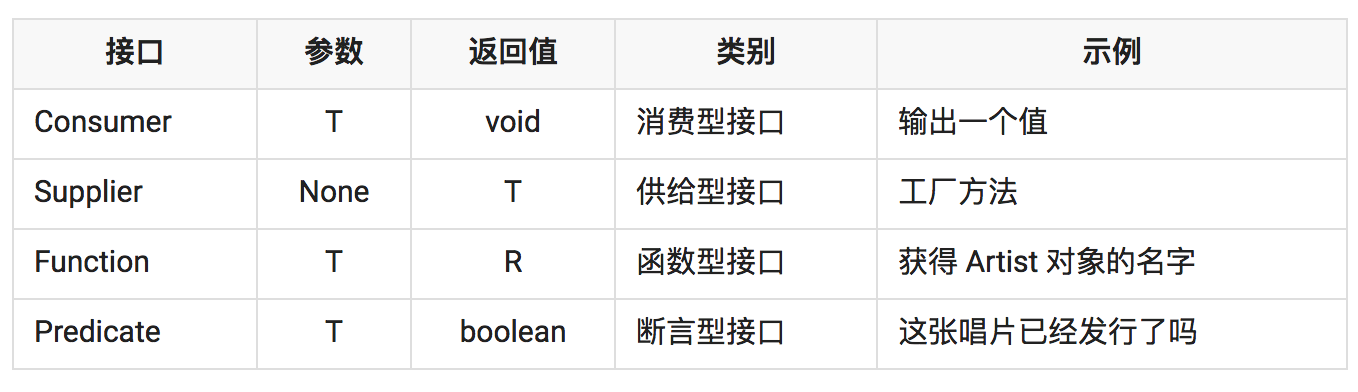 接口 参数 返回值 类别 示例
Consumer T void 消费型接口 输出一个值
Supplier None T 供给型接口 工厂方法
Function T R 函数型接口 获得 Artist 对象的名字
Predicate T boolean 断言型接口 这张唱片已经发行了吗